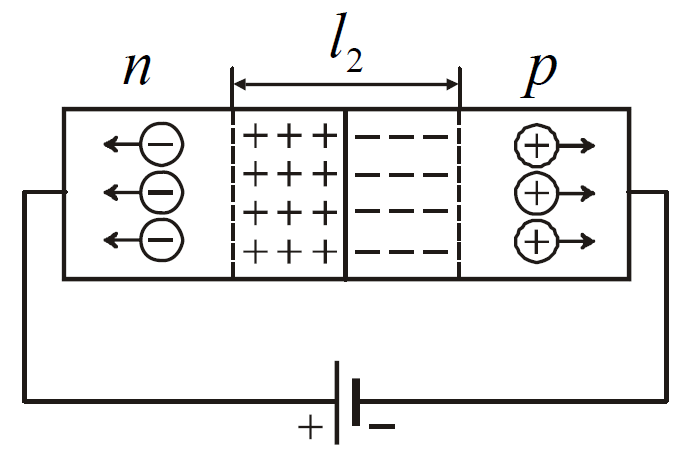 l₂
n p
+ + + − − −
+ + + − − −
+ + + − − −
+ + + − − −
− +
− +
− +
+ −